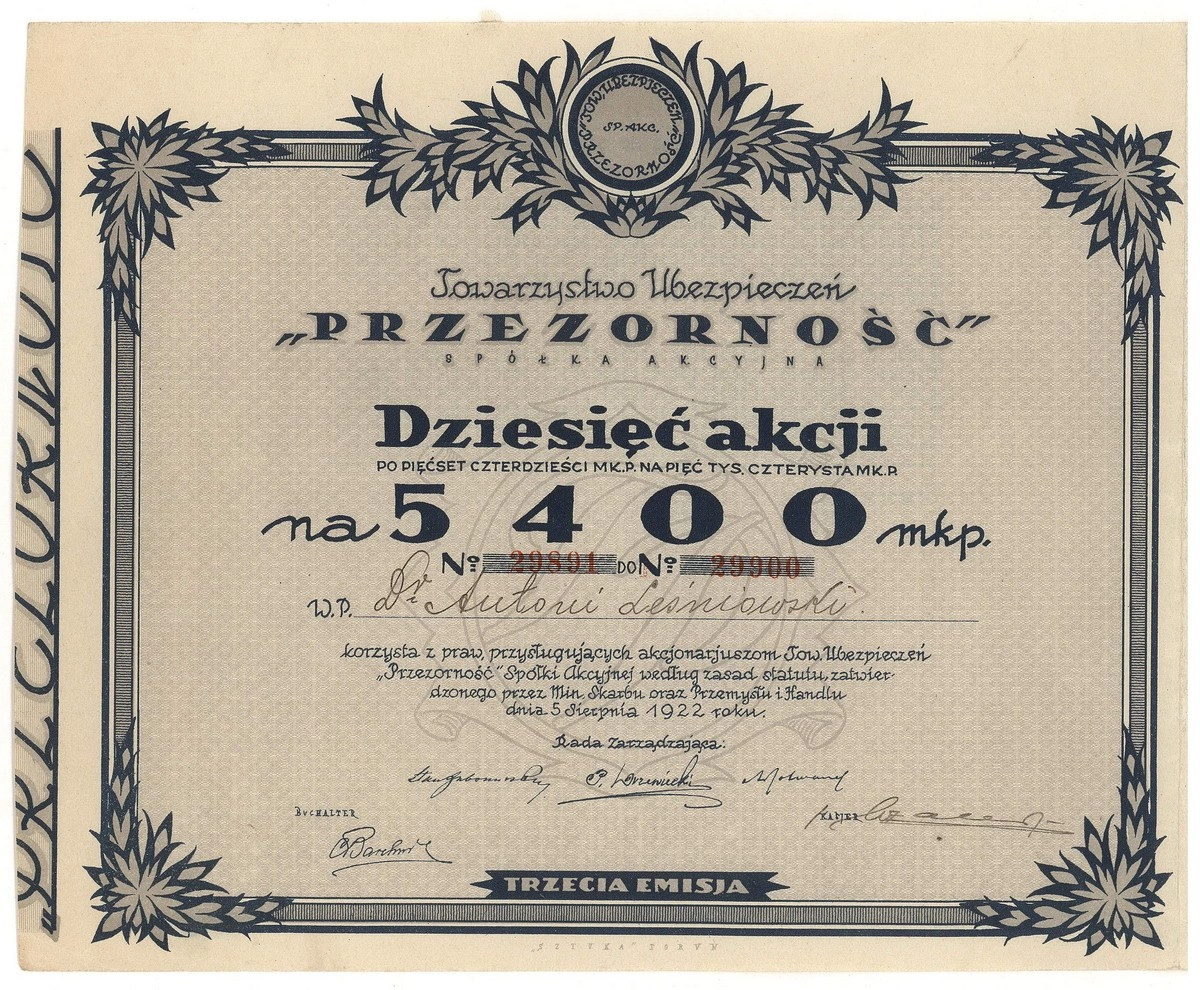 TOW. UBEZPIECZEŃ
SP. AKC.
„PRZEZORNOŚĆ”
Towarzystwo Ubezpieczeń
„PRZEZORNOŚĆ”
SPÓŁKA AKCYJNA
Dziesięć akcji
PO PIĘĆSET CZTERDZIEŚCI MK.P. NA PIĘĆ TYS. CZTERYSTA MK.P.
na 5400 mkp.
No 29891 DO No 29900
W.P. Dr Antoni Leśniowski.
korzysta z praw, przysługujących akcjonarjuszom Tow. Ubezpieczeń
„Przezorność” Spółki Akcyjnej według zasad statutu, zatwier-
dzonego przez Min. Skarbu oraz Przemysłu i Handlu
dnia 5 Sierpnia 1922 roku.
Rada Zarządzająca:
BUCHALTER
KASJER
TRZECIA EMISJA
„PRZEZORNOŚĆ